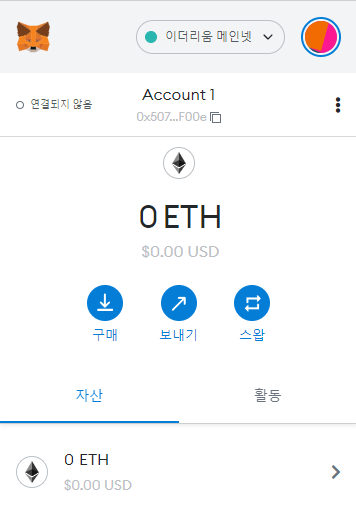 이더리움 메인넷
연결되지 않음
Account 1
0x507...F00e
0 ETH
$0.00 USD
구매 보내기 스왑
자산 활동
0 ETH
$0.00 USD